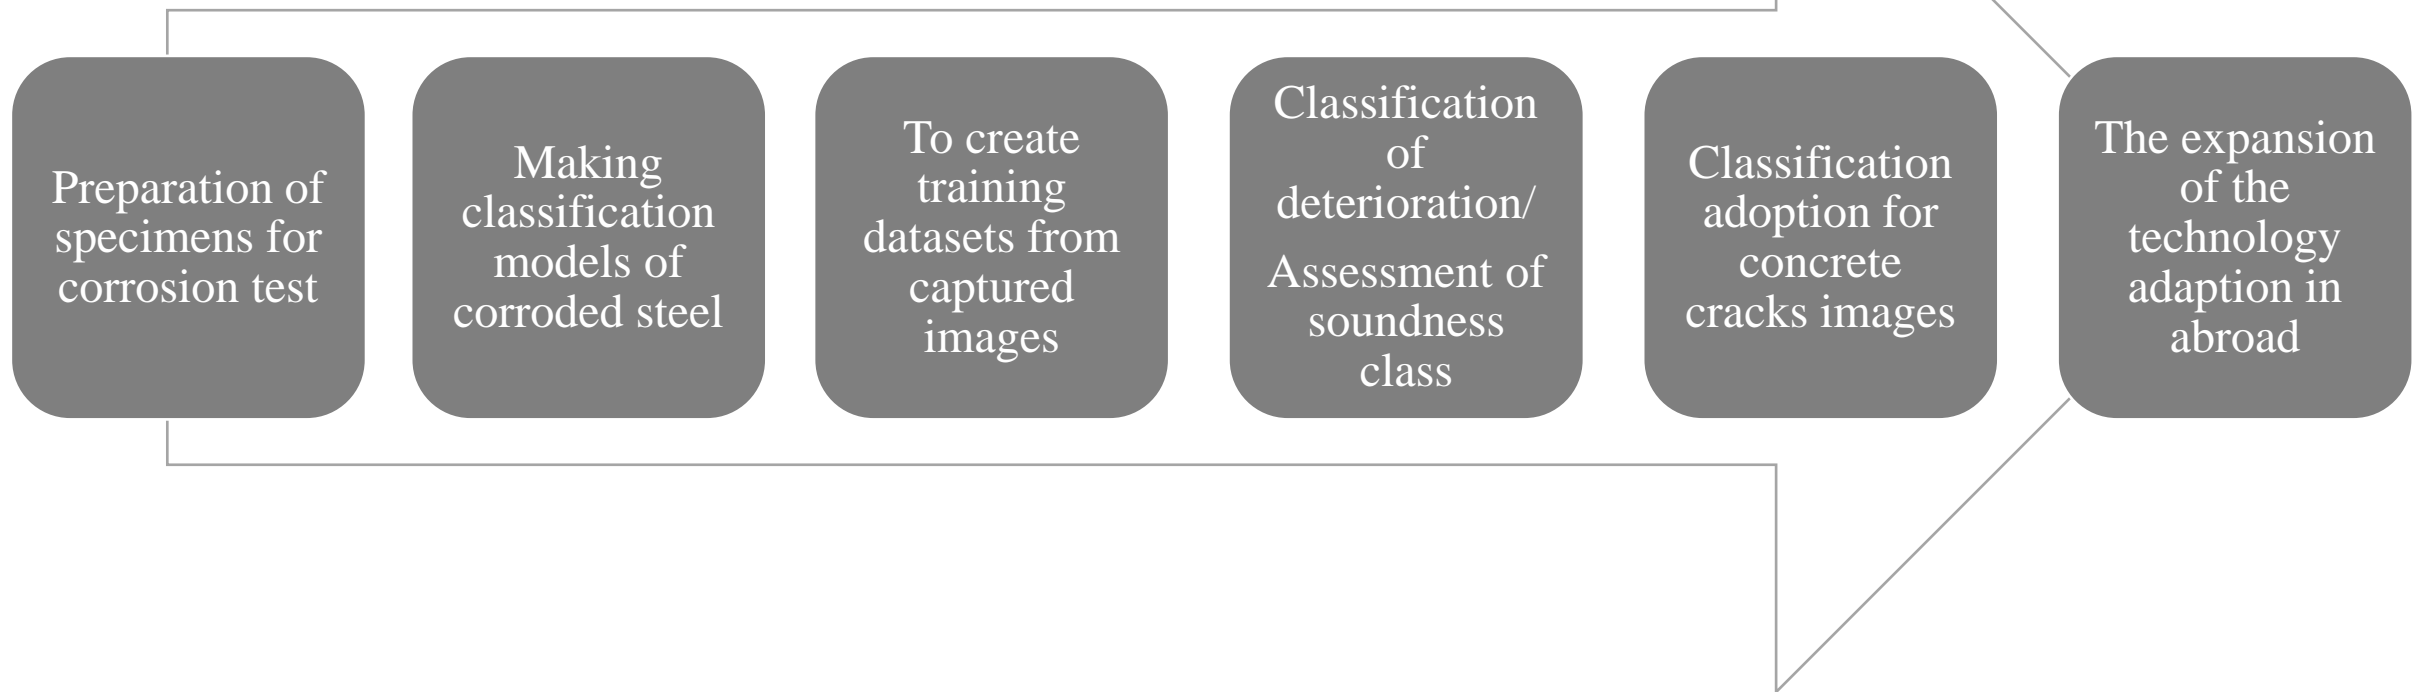 Preparation of
specimens for
corrosion test
Making
classification
models of
corroded steel
To create
training
datasets from
captured
images
Classification
of
deterioration/
Assessment of
soundness
class
Classification
adoption for
concrete
cracks images
The expansion
of the
technology
adaption in
abroad